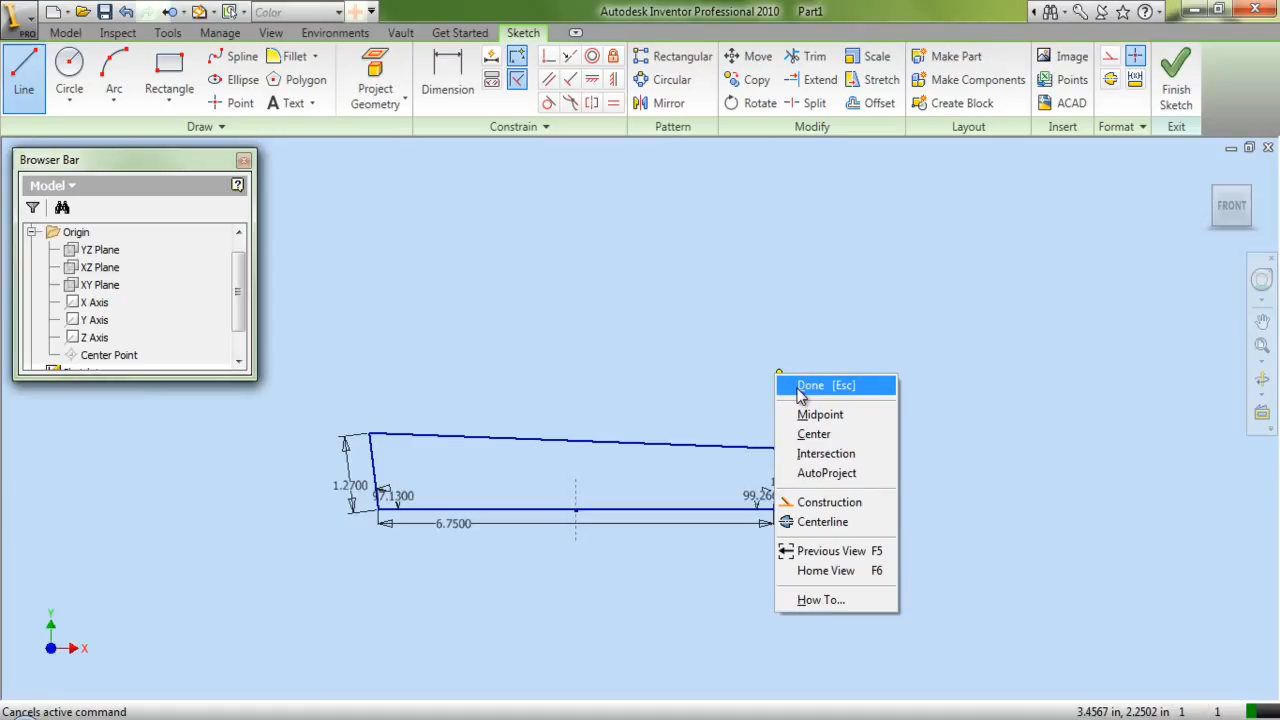 Color
Autodesk Inventor Professional 2010 Part1
PRO
Model Inspect Tools Manage View Environments Vault Get Started Sketch
Line
Circle
Arc
Rectangle
Spline
Ellipse
Point
Fillet
Polygon
Text
Project
Geometry
Dimension
Rectangular
Circular
Mirror
Move
Copy
Rotate
Trim
Extend
Split
Scale
Stretch
Offset
Make Part
Make Components
Create Block
Image
Points
ACAD
Finish
Sketch
Draw
Constrain
Pattern
Modify
Layout
Insert
Format
Exit
Browser Bar
Model
Origin
YZ Plane
XZ Plane
XY Plane
X Axis
Y Axis
Z Axis
Center Point
FRONT
Done [Esc]
Midpoint
Center
Intersection
AutoProject
Construction
Centerline
Previous View F5
Home View F6
How To...
1.2700
97.1300
6.7500
Y
X
Cancels active command
3.4567 in, 2.2502 in 1 1